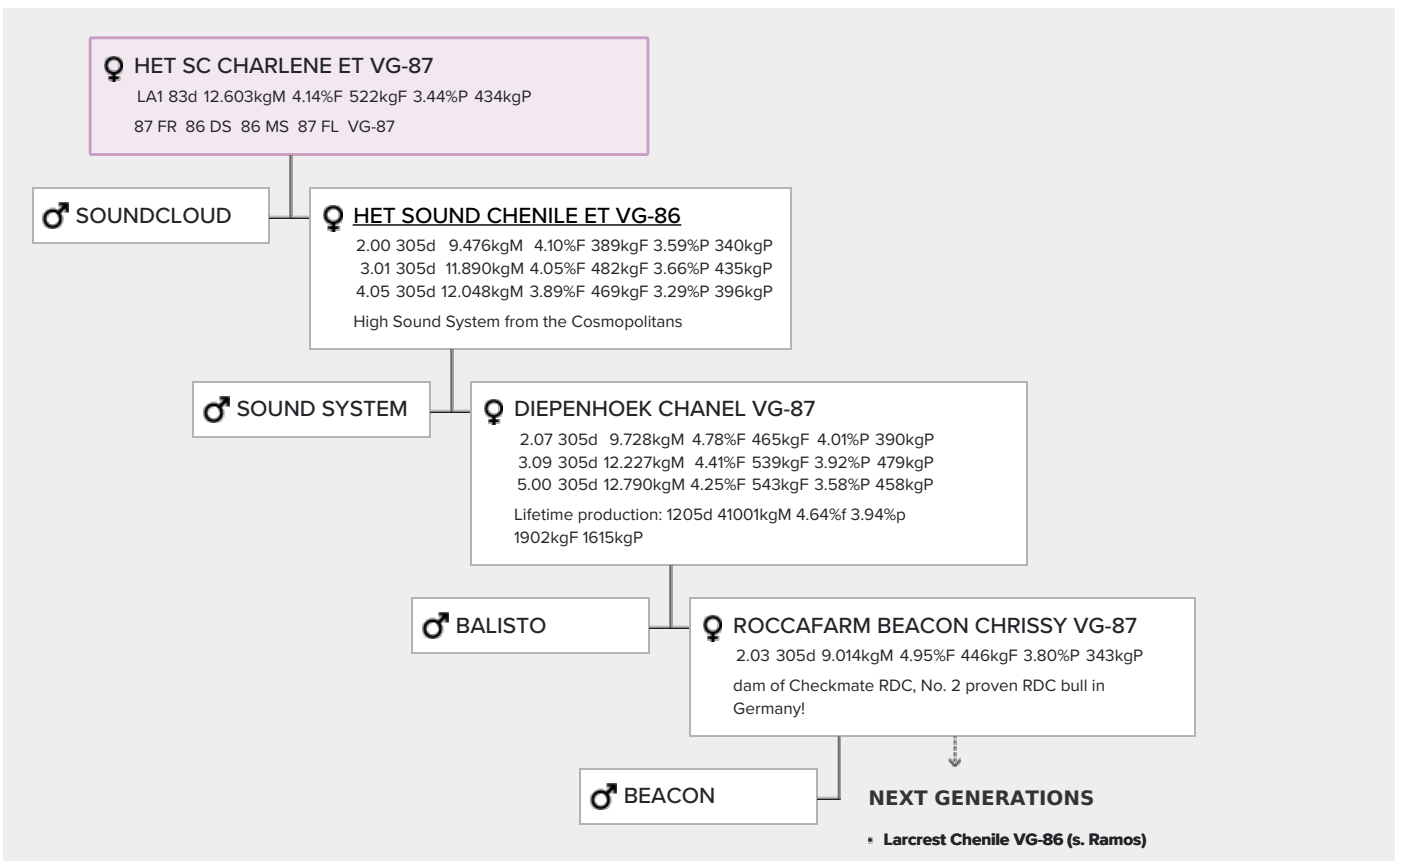 HET SC CHARLENE ET VG-87
LA1 83d 12.603kgM 4.14%F 522kgF 3.44%P 434kgP
87 FR 86 DS 86 MS 87 FL VG-87
SOUNDCLOUD
HET SOUND CHENILE ET VG-86
2.00 305d 9.476kgM 4.10%F 389kgF 3.59%P 340kgP
3.01 305d 11.890kgM 4.05%F 482kgF 3.66%P 435kgP
4.05 305d 12.048kgM 3.89%F 469kgF 3.29%P 396kgP
High Sound System from the Cosmopolitans
SOUND SYSTEM
DIEPENHOEK CHANEL VG-87
2.07 305d 9.728kgM 4.78%F 465kgF 4.01%P 390kgP
3.09 305d 12.227kgM 4.41%F 539kgF 3.92%P 479kgP
5.00 305d 12.790kgM 4.25%F 543kgF 3.58%P 458kgP
Lifetime production: 1205d 41001kgM 4.64%f 3.94%p
1902kgF 1615kgP
BALISTO
ROCCAFARM BEACON CHRISSY VG-87
2.03 305d 9.014kgM 4.95%F 446kgF 3.80%P 343kgP
dam of Checkmate RDC, No. 2 proven RDC bull in
Germany!
BEACON
NEXT GENERATIONS
Larcrest Chenile VG-86 (s. Ramos)